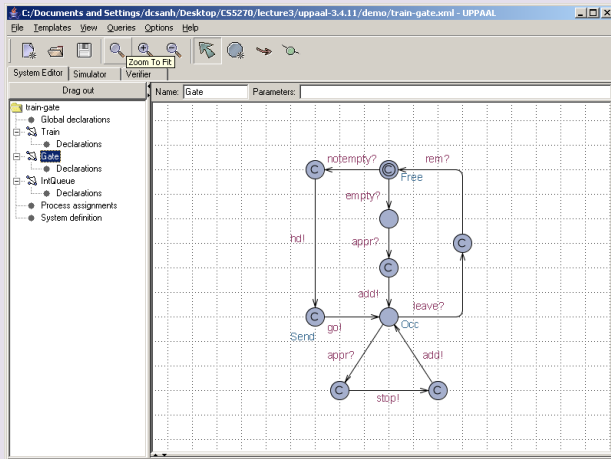 C:/Documents and Settings/dcsanh/Desktop/CS5270/lecture3/uppaal-3.4.11/demo/train-gate.xml - UPPAAL
File Templates View Queries Options Help
Zoom To Fit
System Editor Simulator Verifier
Drag out
Name: Gate Parameters:
train-gate
Global declarations
Train
Declarations
Gate
Declarations
IntQueue
Declarations
Process assignments
System definition
notempty? rem?
C C Free
empty?
hd! appr? C
C
add!
leave?
C go! Occ
Send
appr? add!
C C
stop!